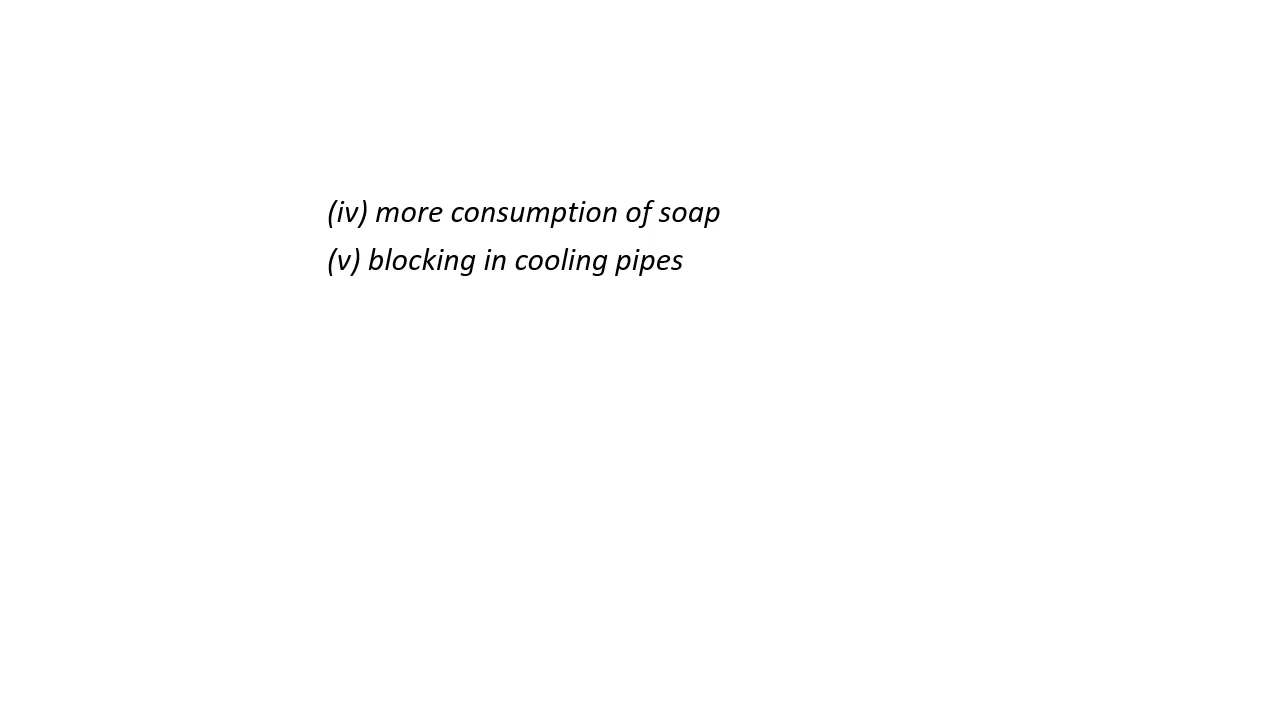 (iv) more consumption of soap
(v) blocking in cooling pipes